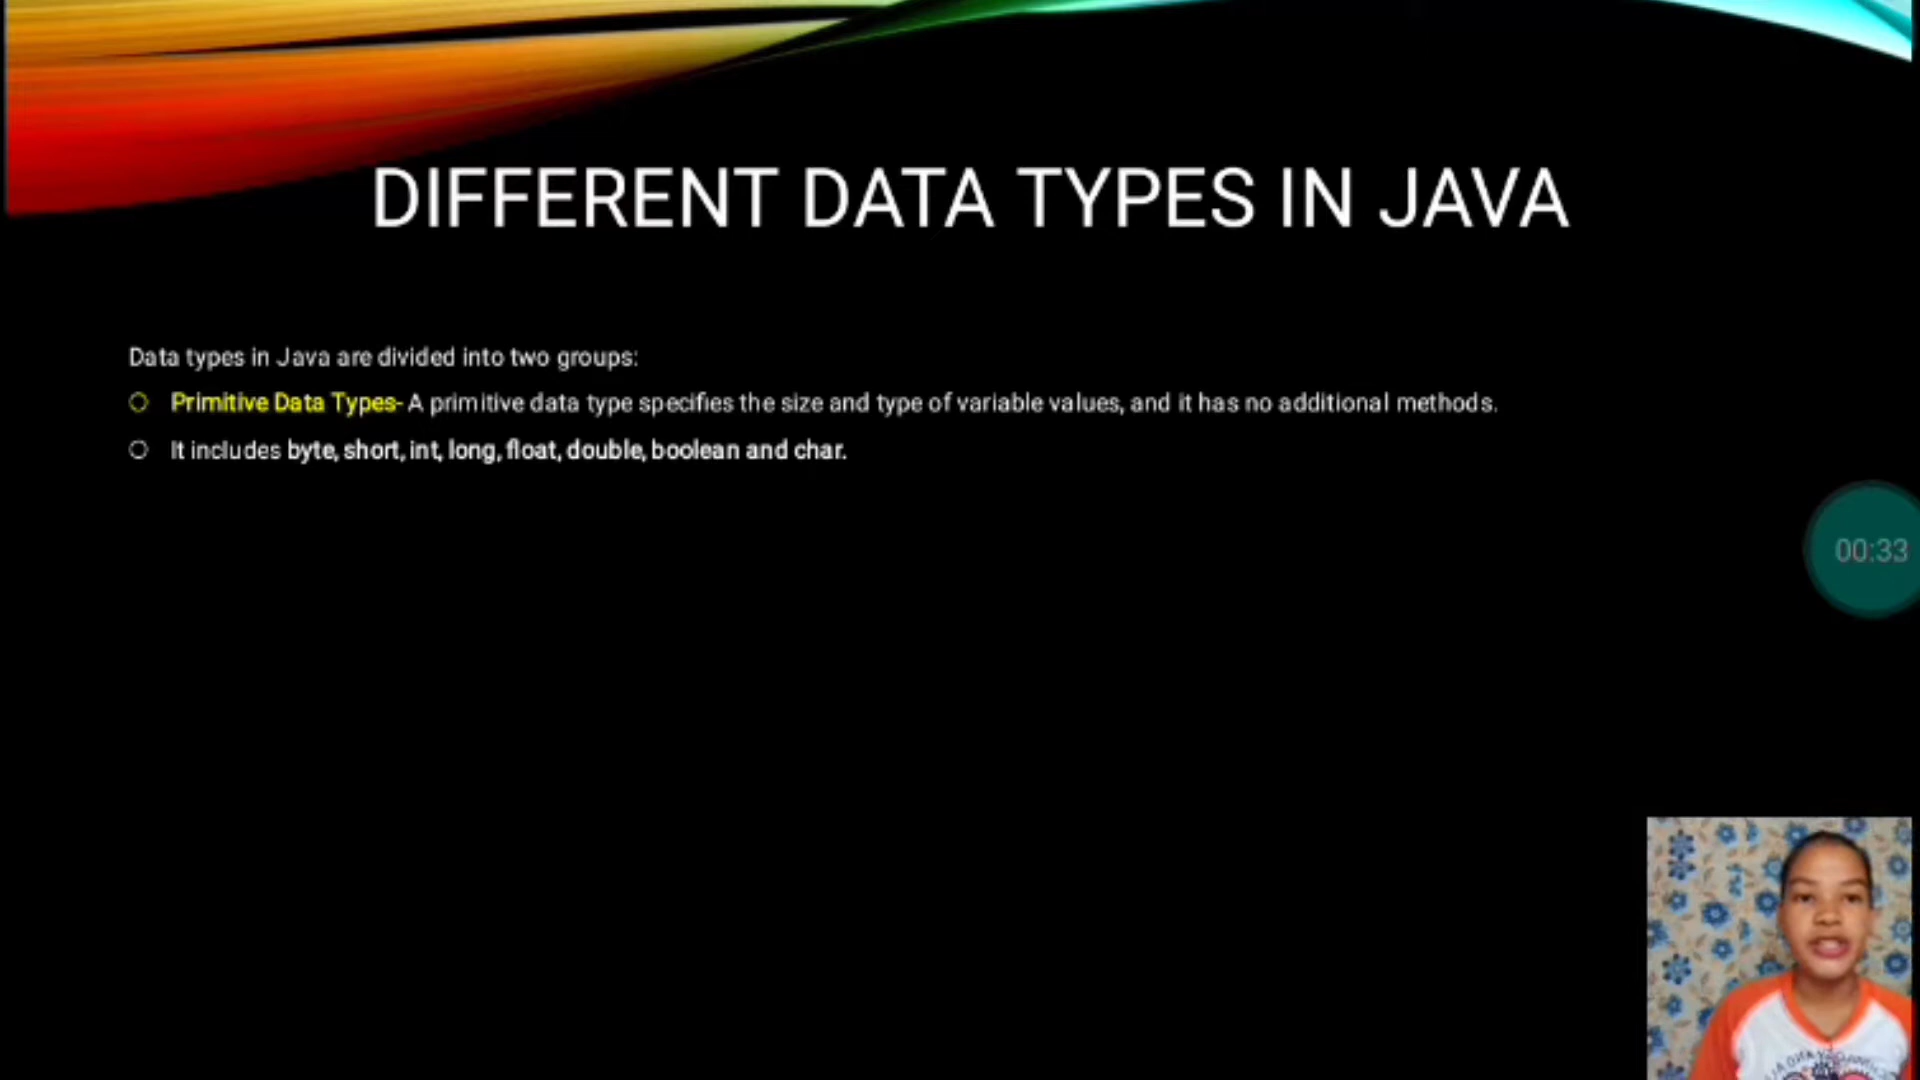 DIFFERENT DATA TYPES IN JAVA
Data types in Java are divided into two groups:
Primitive Data Types- A primitive data type specifies the size and type of variable values, and it has no additional methods.
It includes byte, short, int, long, float, double, boolean and char.
00:33